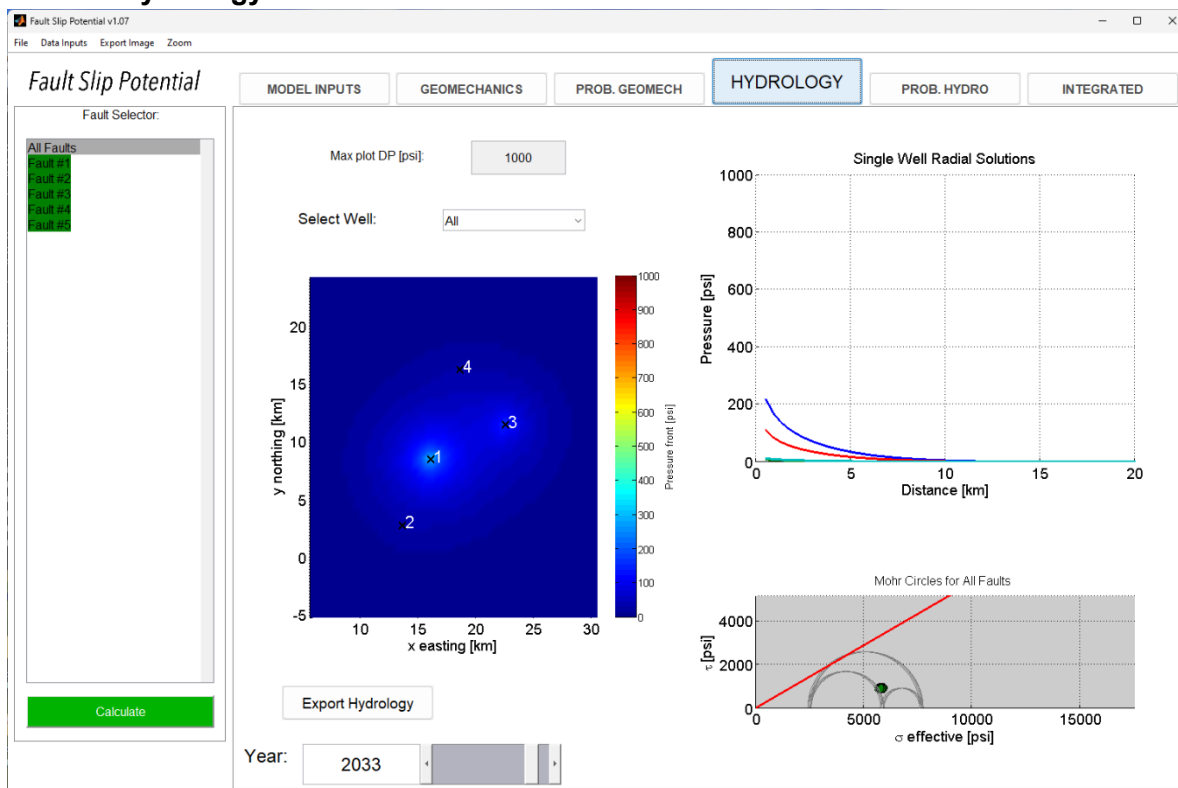 Fault Slip Potential v1.07
File Data Inputs Export Image Zoom
Fault Slip Potential
MODEL INPUTS GEOMECHANICS PROB. GEOMECH HYDROLOGY PROB. HYDRO INTEGRATED
Fault Selector:
All Faults
Fault #1
Fault #2
Fault #3
Fault #4
Fault #5
Calculate
Max plot DP [psi]: 1000
Select Well: All
20
15
10
5
0
-5
y northing [km]
4
3
1
2
10 15 20 25 30
x easting [km]
1000
900
800
700
600
500
400
300
200
100
0
Pressure front [psi]
Export Hydrology
Year: 2033
Single Well Radial Solutions
1000
800
600
400
200
0
Pressure [psi]
0 5 10 15 20
Distance [km]
Mohr Circles for All Faults
4000
2000
0
τ [psi]
0 5000 10000 15000
σ effective [psi]